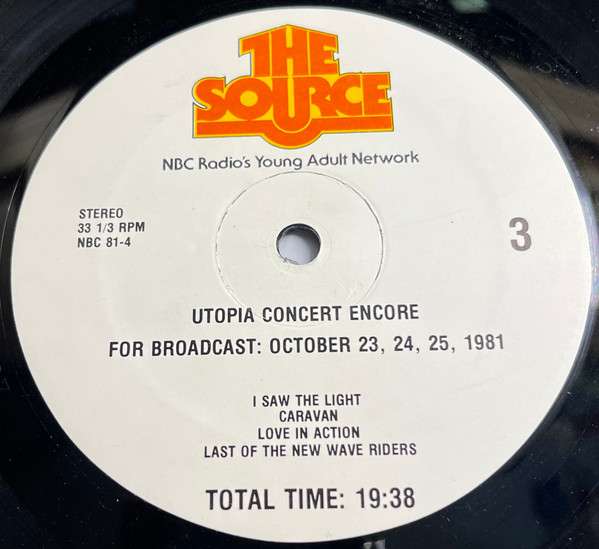 THE
SOURCE
NBC Radio's Young Adult Network
STEREO
33 1/3 RPM
NBC 81-4
3
UTOPIA CONCERT ENCORE
FOR BROADCAST: OCTOBER 23, 24, 25, 1981
I SAW THE LIGHT
CARAVAN
LOVE IN ACTION
LAST OF THE NEW WAVE RIDERS
TOTAL TIME: 19:38